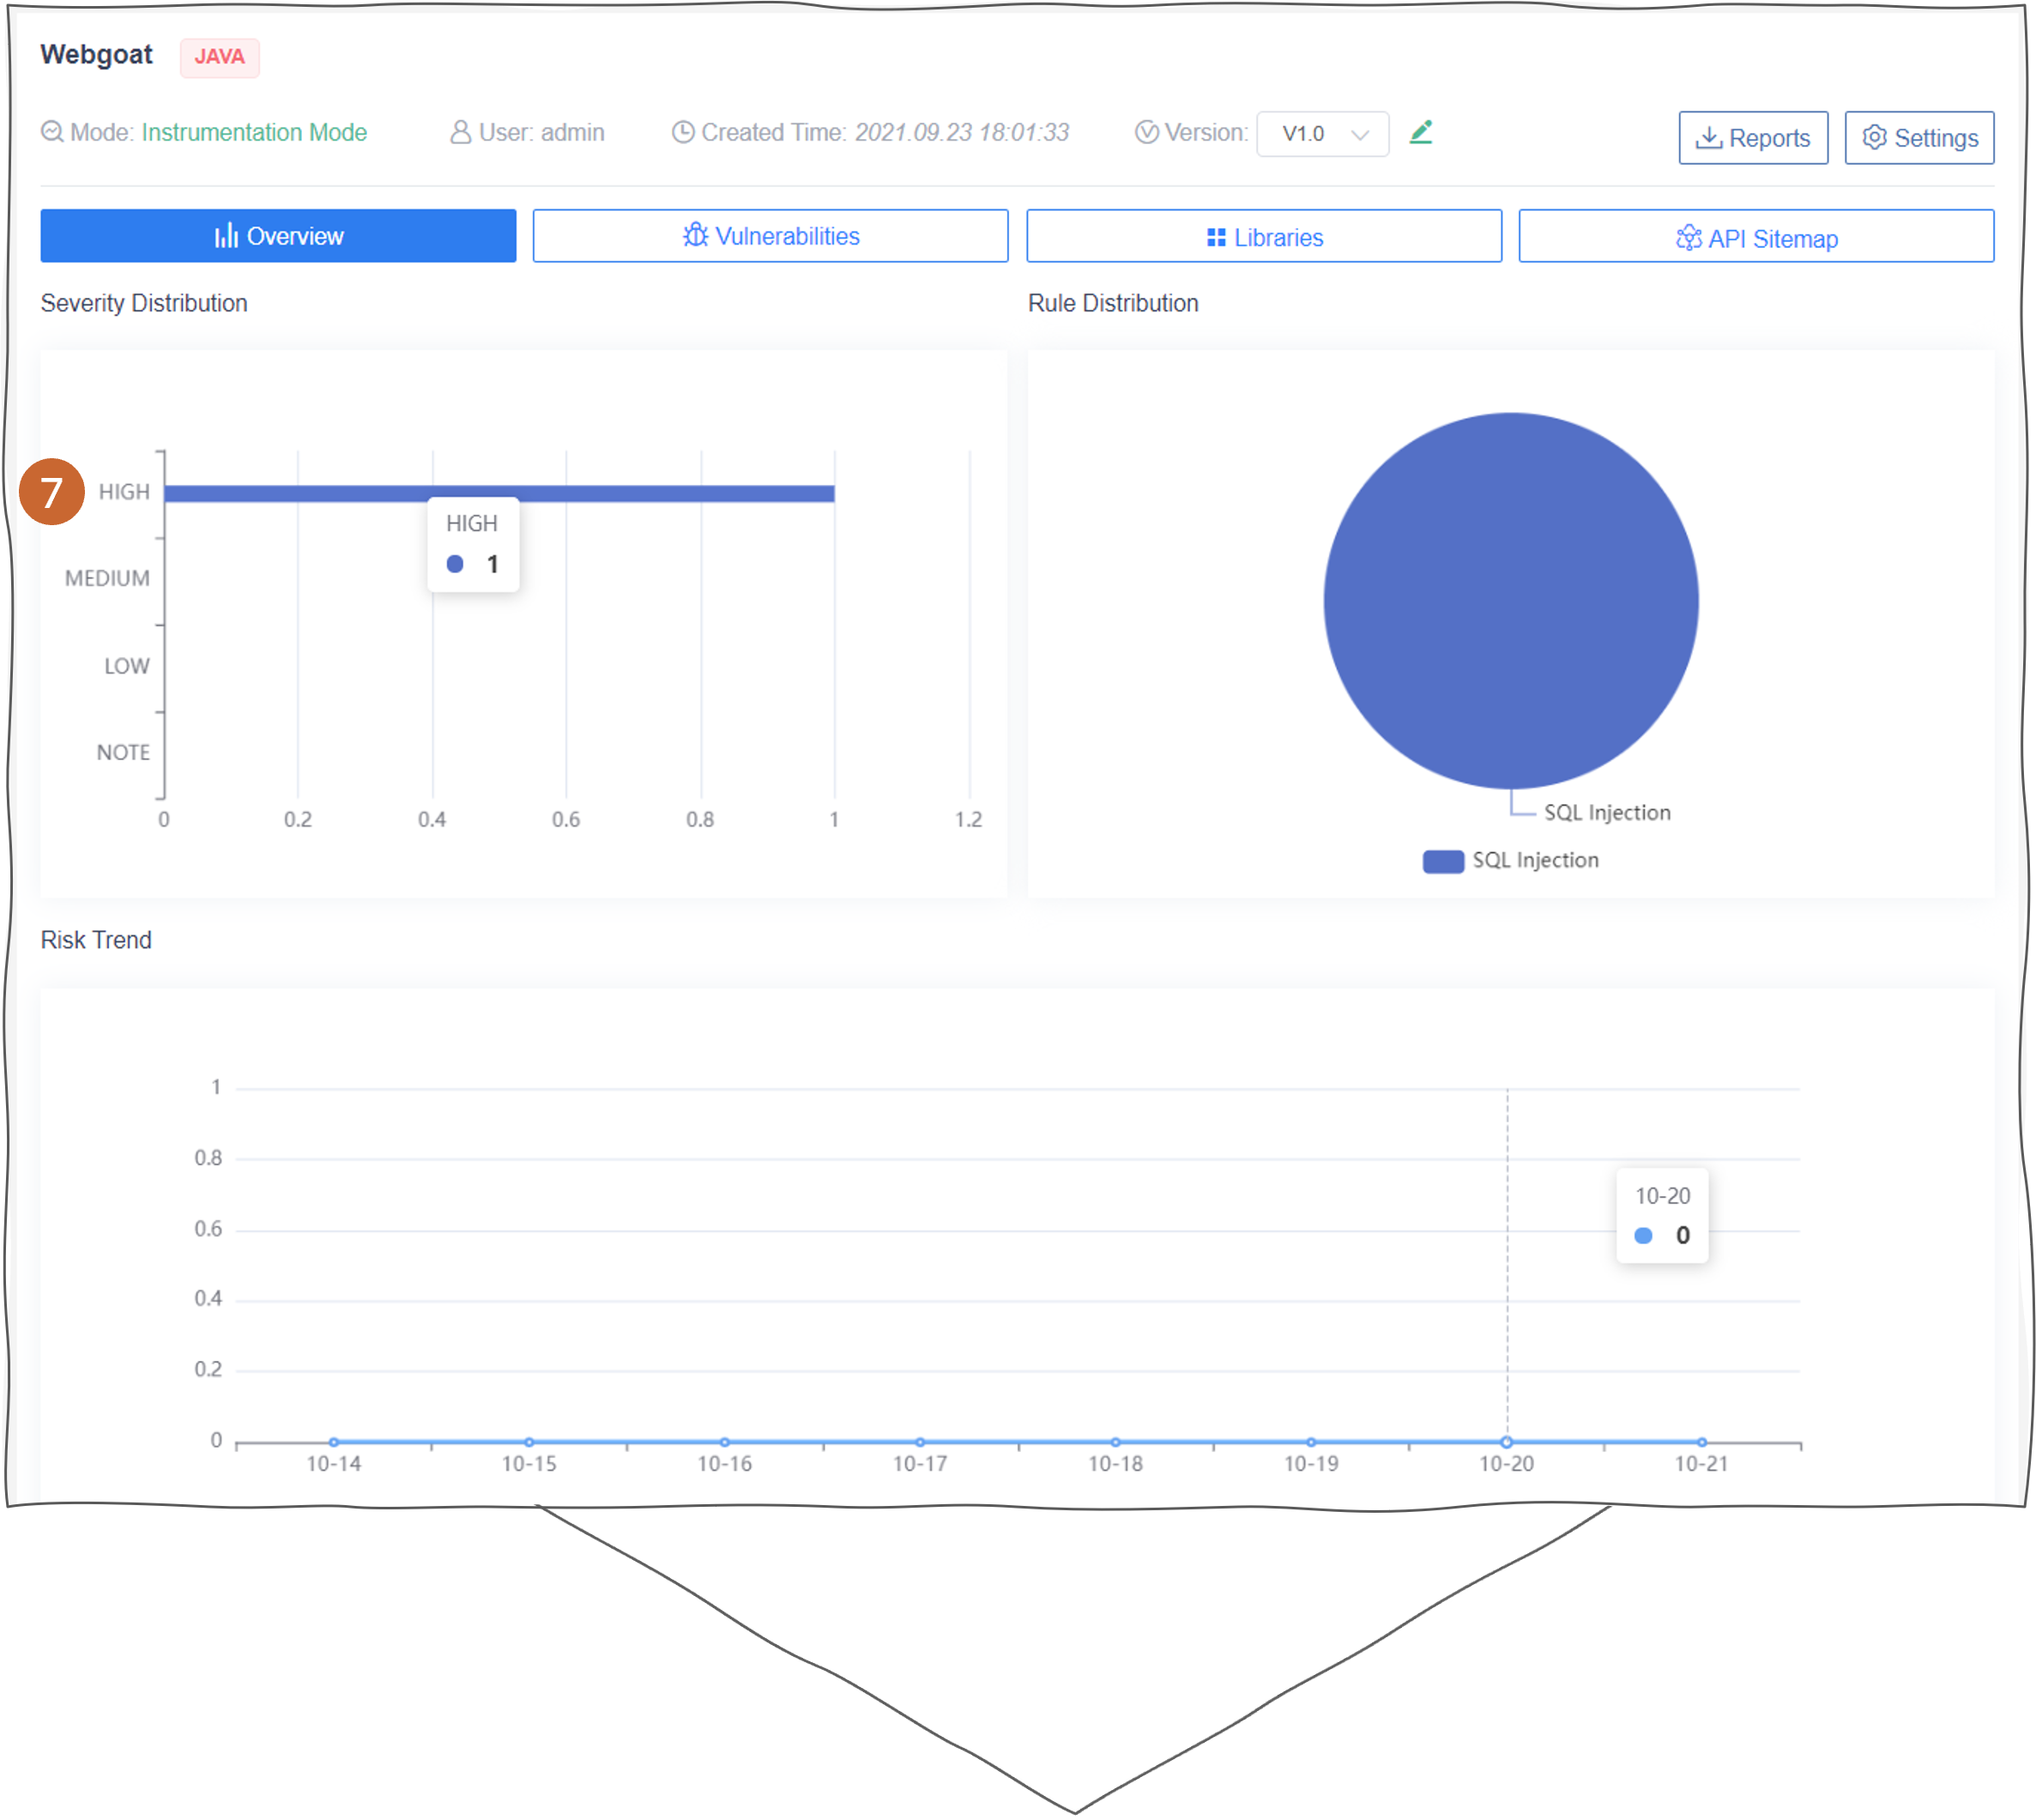 Webgoat JAVA
Mode: Instrumentation Mode User: admin Created Time: 2021.09.23 18:01:33 Version: V1.0 Reports Settings
Overview Vulnerabilities Libraries API Sitemap
Severity Distribution
7
HIGH
HIGH
1
MEDIUM
LOW
NOTE
0 0.2 0.4 0.6 0.8 1 1.2
Rule Distribution
SQL Injection
SQL Injection
Risk Trend
1
0.8
0.6
0.4
0.2
0
10-20
0
10-14 10-15 10-16 10-17 10-18 10-19 10-20 10-21